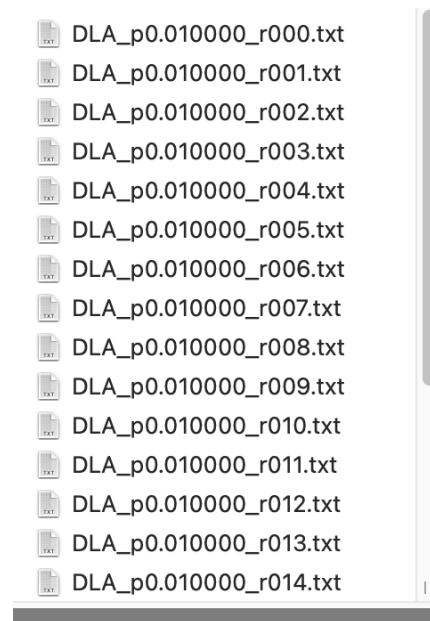 DLA_p0.010000_r000.txt
DLA_p0.010000_r001.txt
DLA_p0.010000_r002.txt
DLA_p0.010000_r003.txt
DLA_p0.010000_r004.txt
DLA_p0.010000_r005.txt
DLA_p0.010000_r006.txt
DLA_p0.010000_r007.txt
DLA_p0.010000_r008.txt
DLA_p0.010000_r009.txt
DLA_p0.010000_r010.txt
DLA_p0.010000_r011.txt
DLA_p0.010000_r012.txt
DLA_p0.010000_r013.txt
DLA_p0.010000_r014.txt